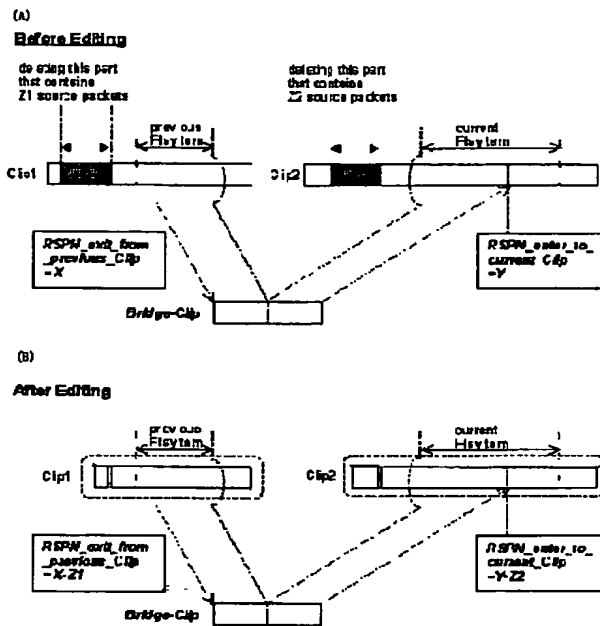 (A)
Before Editing
deleting this part
that contains
Z1 source packets
deleting this part
that contains
Z2 source packets
previous
PlayItem
current
PlayItem
Clip1
Clip2
RSPN_exit_from
_previous_Clip
=X
RSPN_enter_to_
current_Clip
=Y
Bridge-Clip
(B)
After Editing
previous
PlayItem
current
PlayItem
Clip1
Clip2
RSPN_exit_from
_previous_Clip
=X-Z1
RSPN_enter_to_
current_Clip
=Y-Z2
Bridge-Clip